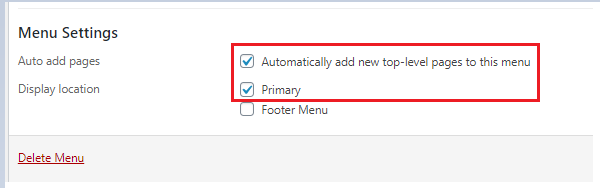 Menu Settings
Auto add pages
Automatically add new top-level pages to this menu
Display location
Primary
Footer Menu
Delete Menu